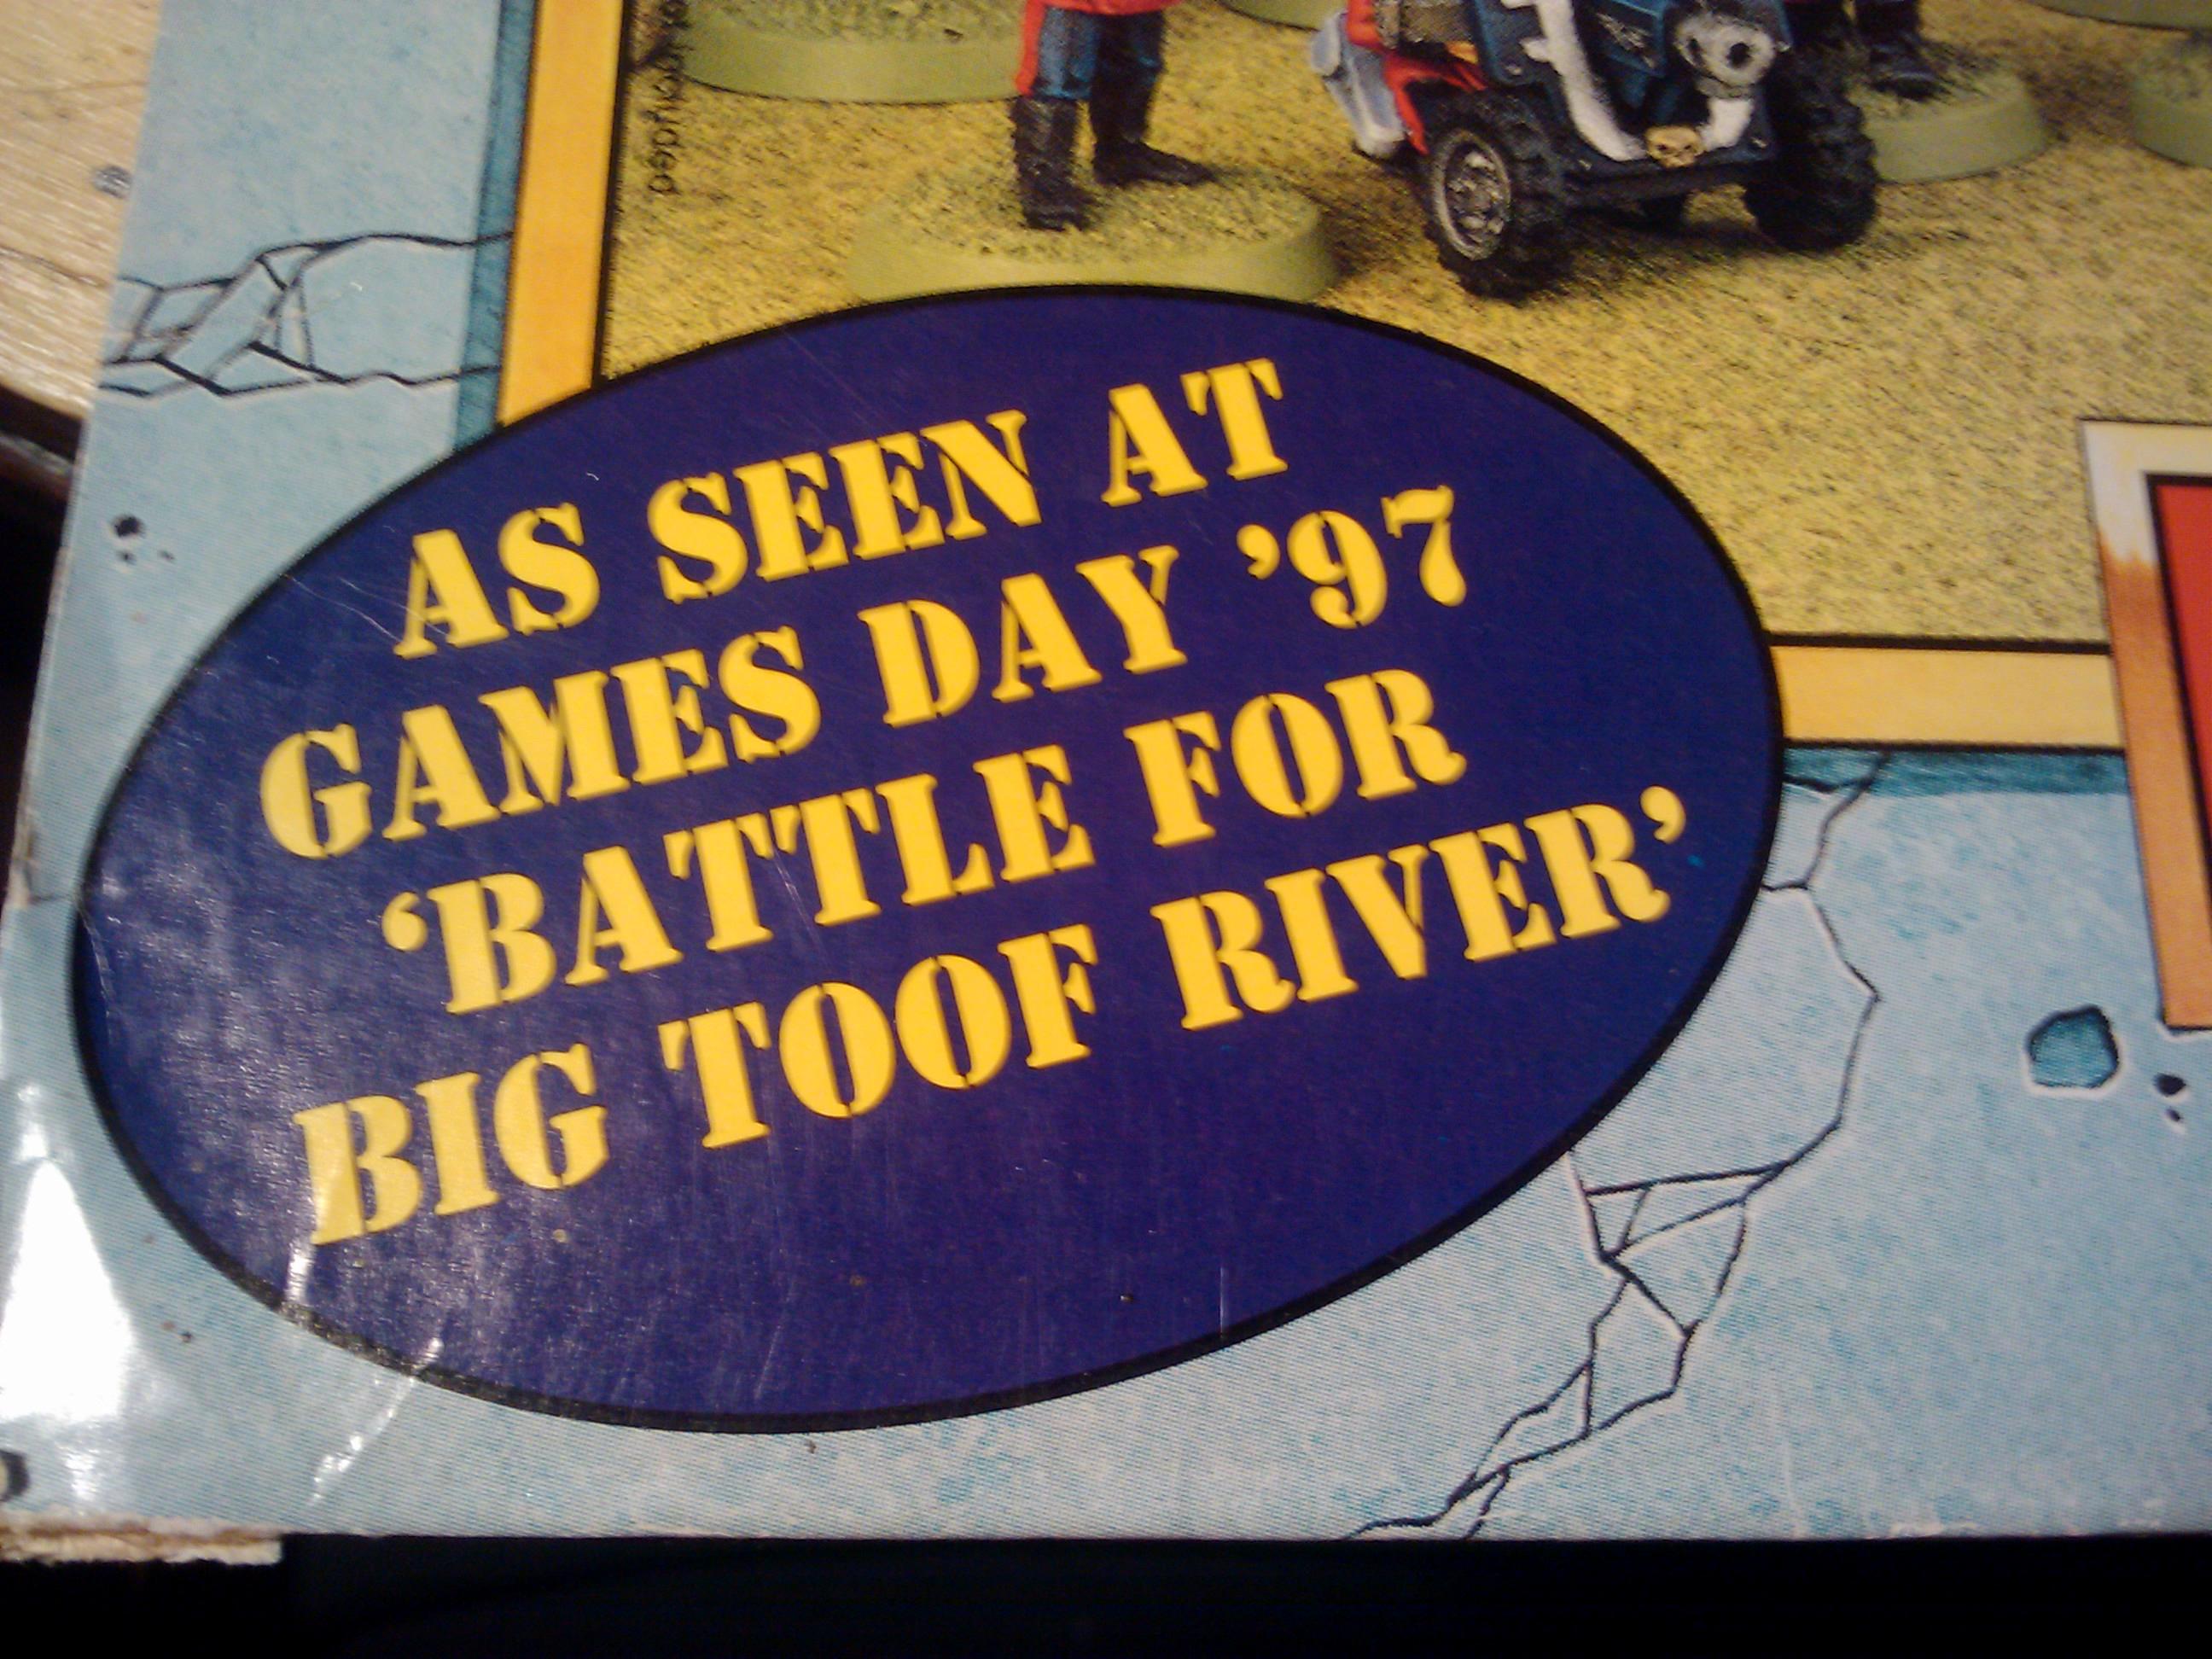 AS SEEN AT
GAMES DAY '97
'BATTLE FOR
BIG TOOF RIVER'